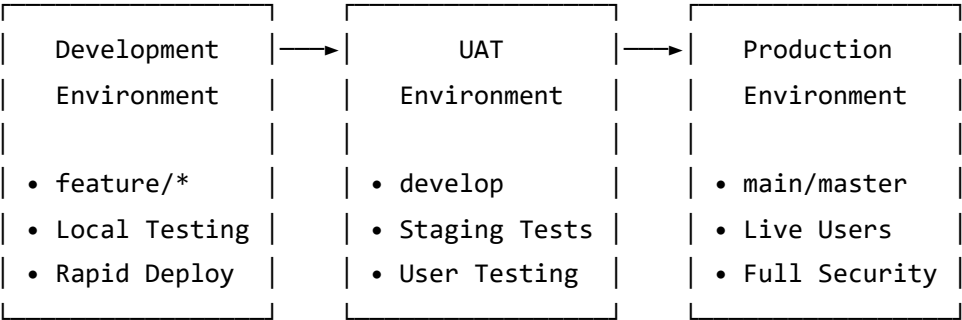 Development UAT Production
Environment Environment Environment
• feature/* • develop • main/master
• Local Testing • Staging Tests • Live Users
• Rapid Deploy • User Testing • Full Security